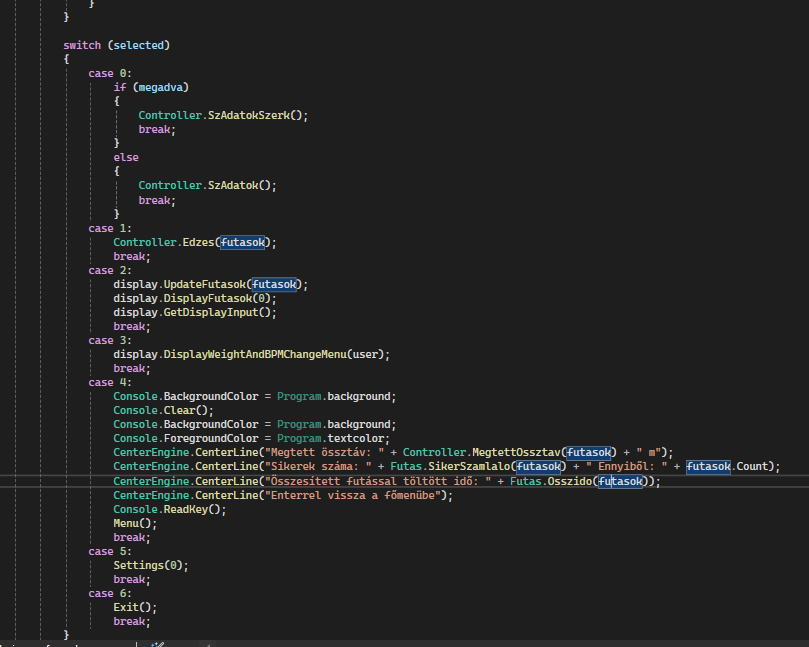 }
}
switch (selected)
{
case 0:
if (megadva)
{
Controller.SzAdatokSzerk();
break;
}
else
{
Controller.SzAdatok();
break;
}
case 1:
Controller.Edzes(futasok);
break;
case 2:
display.UpdateFutasok(futasok);
display.DisplayFutasok(0);
display.GetDisplayInput();
break;
case 3:
display.DisplayWeightAndBPMChangeMenu(user);
break;
case 4:
Console.BackgroundColor = Program.background;
Console.Clear();
Console.BackgroundColor = Program.background;
Console.ForegroundColor = Program.textcolor;
CenterEngine.CenterLine("Megtett össztáv: " + Controller.MegtettOssztav(futasok) + " m");
CenterEngine.CenterLine("Sikerek száma: " + Futas.SikerSzamlalo(futasok) + " Ennyiből: " + futasok.Count);
CenterEngine.CenterLine("Összesített futással töltött idő: " + Futas.Osszido(futasok));
CenterEngine.CenterLine("Enterrel vissza a főmenübe");
Console.ReadKey();
Menu();
break;
case 5:
Settings(0);
break;
case 6:
Exit();
break;
}